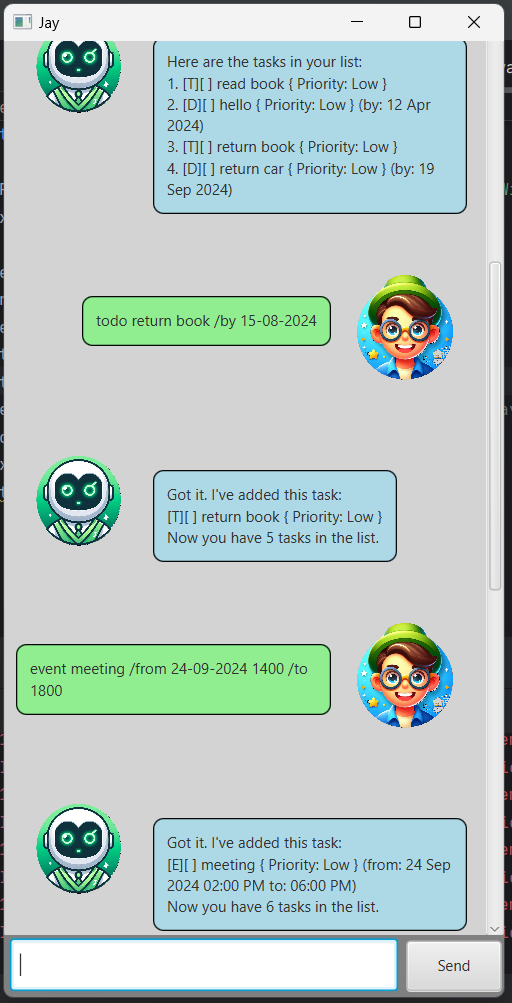 Jay
Here are the tasks in your list:
1. [T][ ] read book { Priority: Low }
2. [D][ ] hello { Priority: Low } (by: 12 Apr
2024)
3. [T][ ] return book { Priority: Low }
4. [D][ ] return car { Priority: Low } (by: 19
Sep 2024)
todo return book /by 15-08-2024
Got it. I've added this task:
[T][ ] return book { Priority: Low }
Now you have 5 tasks in the list.
event meeting /from 24-09-2024 1400 /to
1800
Got it. I've added this task:
[E][ ] meeting { Priority: Low } (from: 24 Sep
2024 02:00 PM to: 06:00 PM)
Now you have 6 tasks in the list.
Send